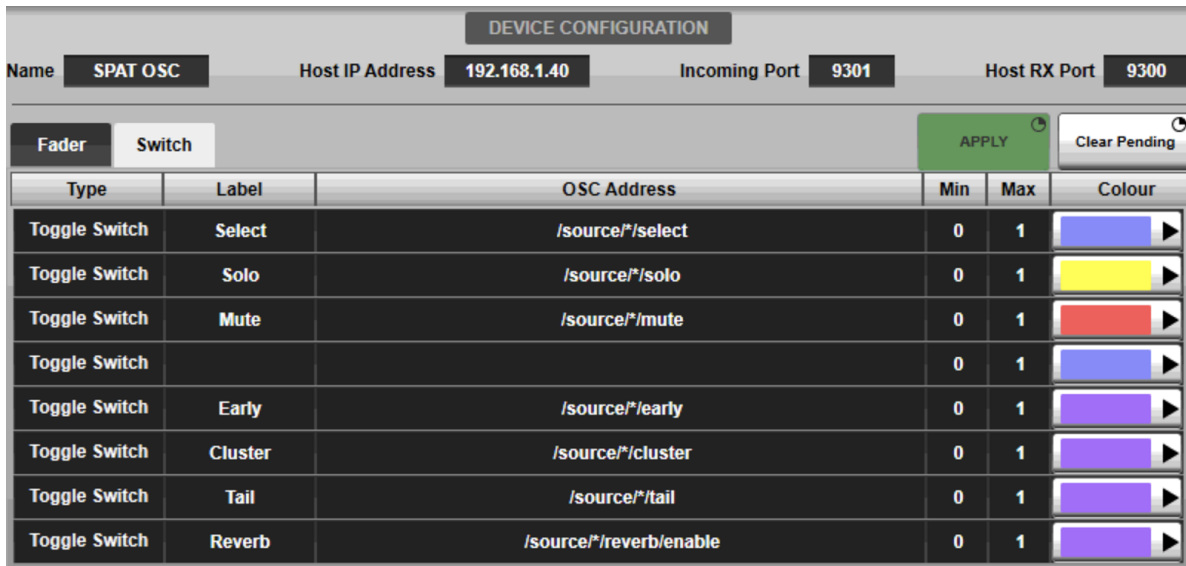 DEVICE CONFIGURATION
Name SPAT OSC Host IP Address 192.168.1.40 Incoming Port 9301 Host RX Port 9300
Fader Switch APPLY Clear Pending
Type Label OSC Address Min Max Colour
Toggle Switch Select /source/*/select 0 1
Toggle Switch Solo /source/*/solo 0 1
Toggle Switch Mute /source/*/mute 0 1
Toggle Switch 0 1
Toggle Switch Early /source/*/early 0 1
Toggle Switch Cluster /source/*/cluster 0 1
Toggle Switch Tail /source/*/tail 0 1
Toggle Switch Reverb /source/*/reverb/enable 0 1